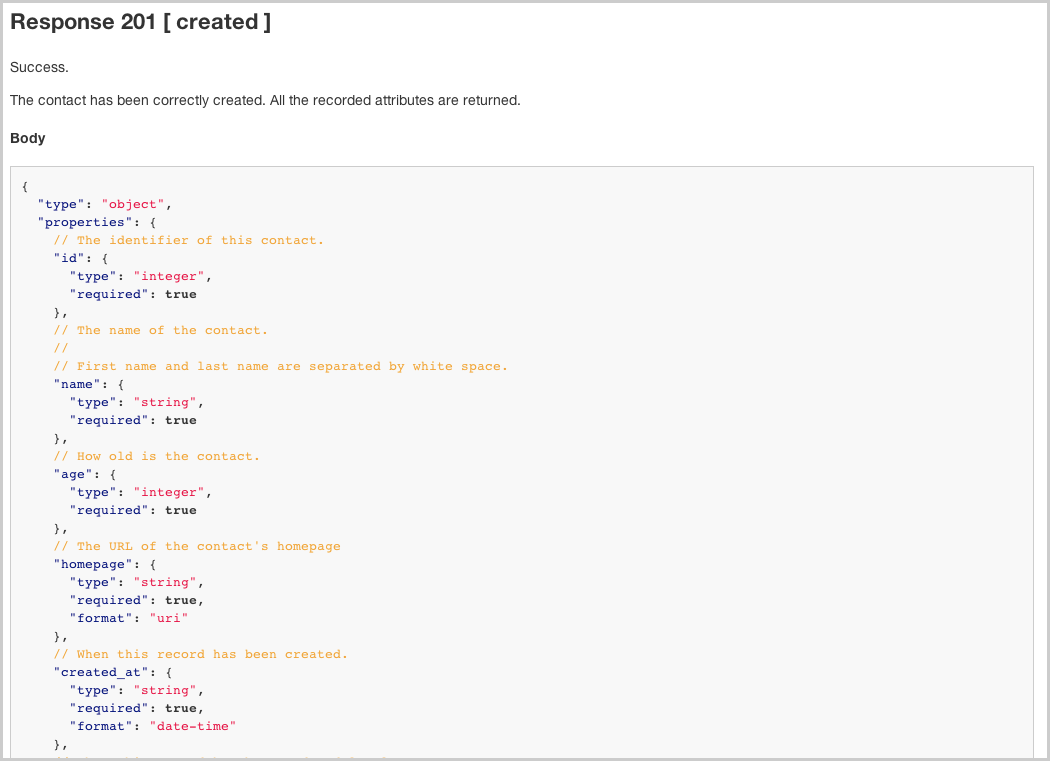 Response 201 [ created ]
Success.
The contact has been correctly created. All the recorded attributes are returned.
Body
{
  "type": "object",
  "properties": {
    // The identifier of this contact.
    "id": {
      "type": "integer",
      "required": true
    },
    // The name of the contact.
    //
    // First name and last name are separated by white space.
    "name": {
      "type": "string",
      "required": true
    },
    // How old is the contact.
    "age": {
      "type": "integer",
      "required": true
    },
    // The URL of the contact's homepage
    "homepage": {
      "type": "string",
      "required": true,
      "format": "uri"
    },
    // When this record has been created.
    "created_at": {
      "type": "string",
      "required": true,
      "format": "date-time"
    },